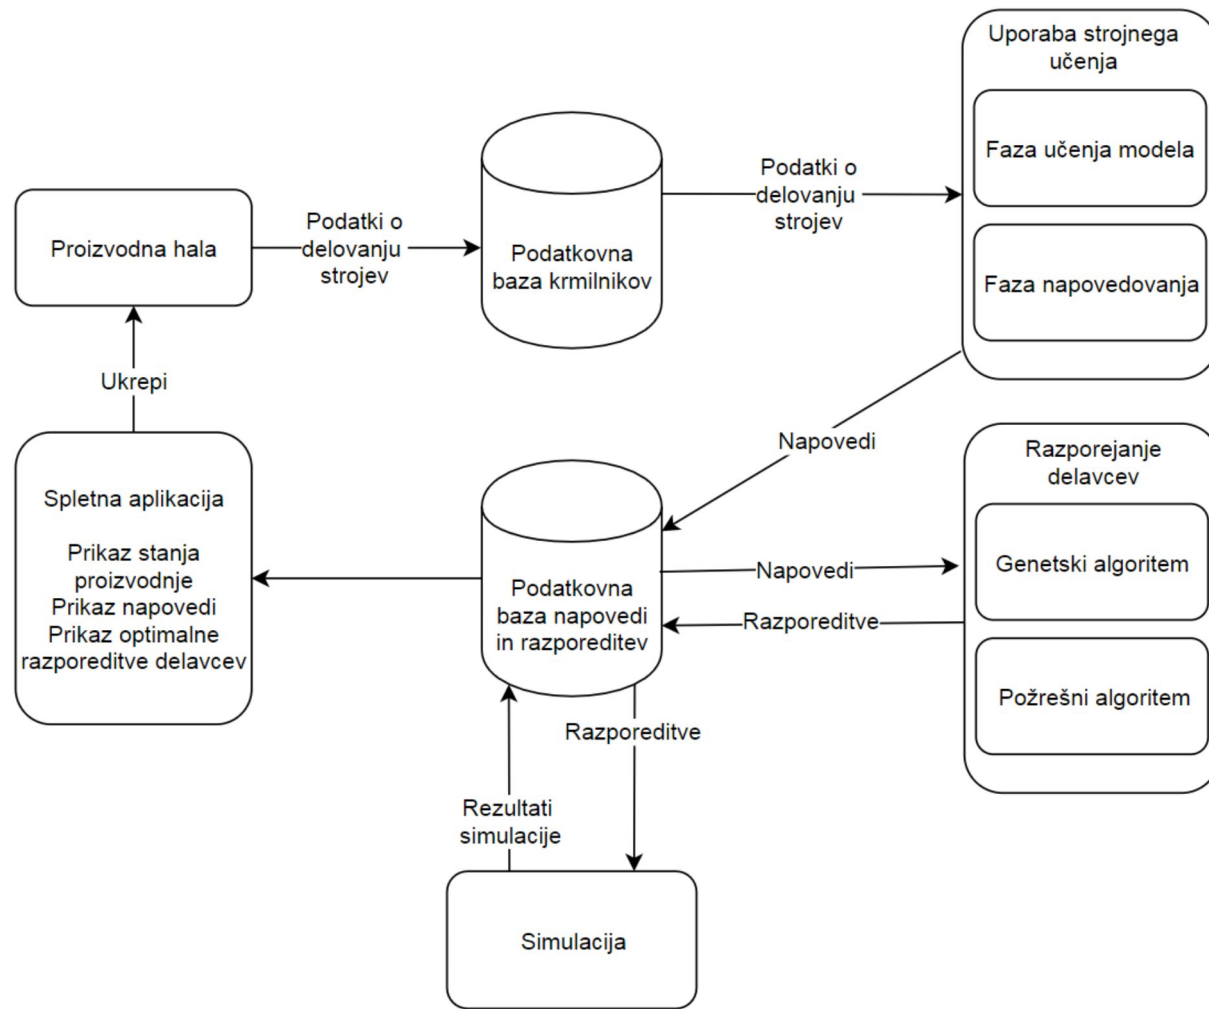 Uporaba strojnega
učenja
Faza učenja modela
Faza napovedovanja
Podatki o
delovanju
strojev
Podatkovna
baza krmilnikov
Podatki o
delovanju
strojev
Proizvodna hala
Ukrepi
Napovedi
Spletna aplikacija
Prikaz stanja
proizvodnje
Prikaz napovedi
Prikaz optimalne
razporeditve delavcev
Podatkovna
baza napovedi
in razporeditev
Napovedi
Razporeditve
Razporejanje
delavcev
Genetski algoritem
Požrešni algoritem
Razporeditve
Rezultati
simulacije
Simulacija